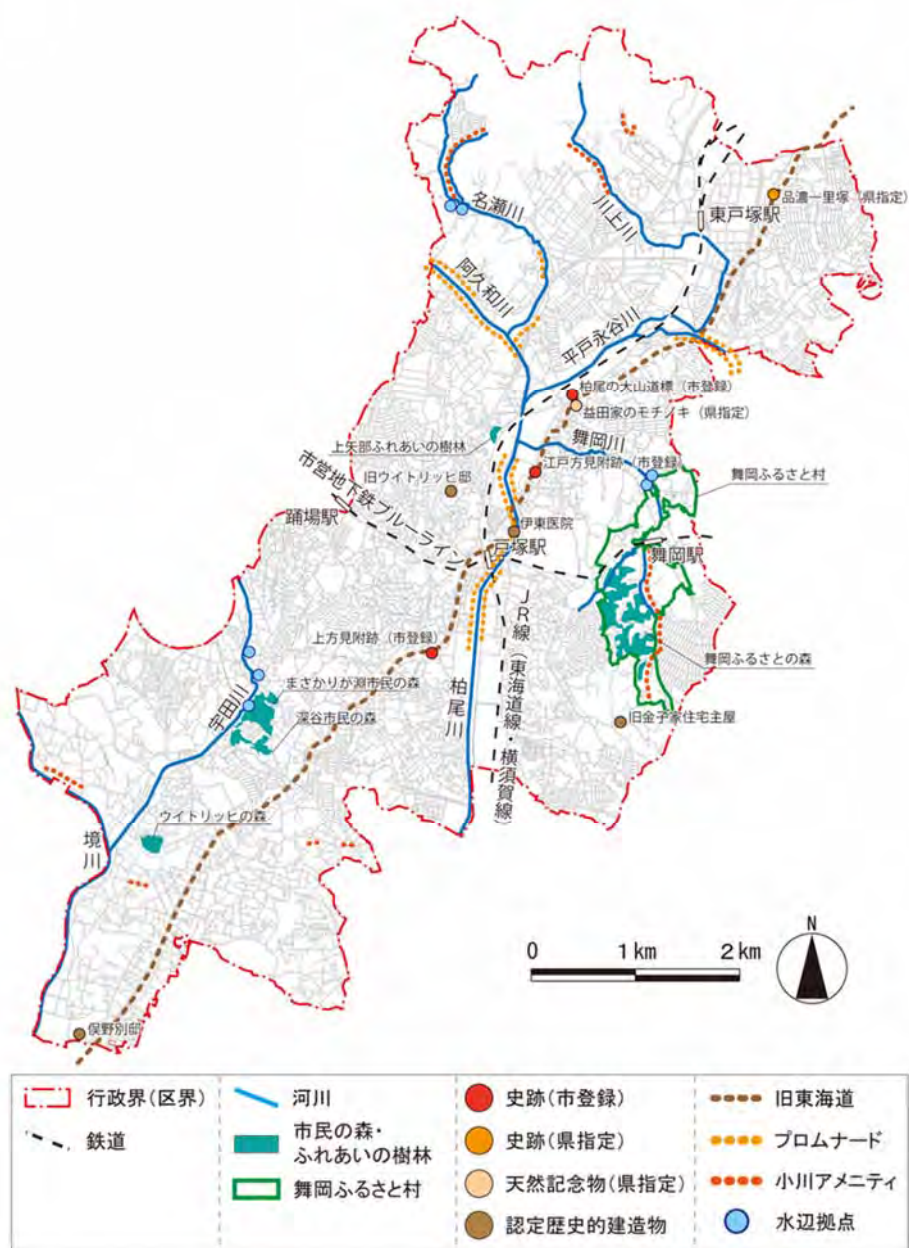 名瀬川
川上川
東戸塚駅
品濃一里塚（県指定）
阿久和川
平戸永谷川
柏尾の大山道標（市登録）
益田家のモチノキ（県指定）
上矢部ふれあいの樹林
舞岡川
江戸方見附跡（市登録）
舞岡ふるさと村
市営地下鉄ブルーライン
旧ウイトリッヒ邸
踊場駅
伊東医院
戸塚駅
舞岡駅
JR線（東海道線・横須賀線）
上方見附跡（市登録）
舞岡ふるさとの森
まさかりが淵市民の森
宇田川
深谷市民の森
柏尾川
旧金子家住宅主屋
ウイトリッヒの森
境川
俣野別邸
0 1km 2km
N
行政界（区界）
鉄道
河川
市民の森・
ふれあいの樹林
舞岡ふるさと村
史跡（市登録）
史跡（県指定）
天然記念物（県指定）
認定歴史的建造物
旧東海道
プロムナード
小川アメニティ
水辺拠点